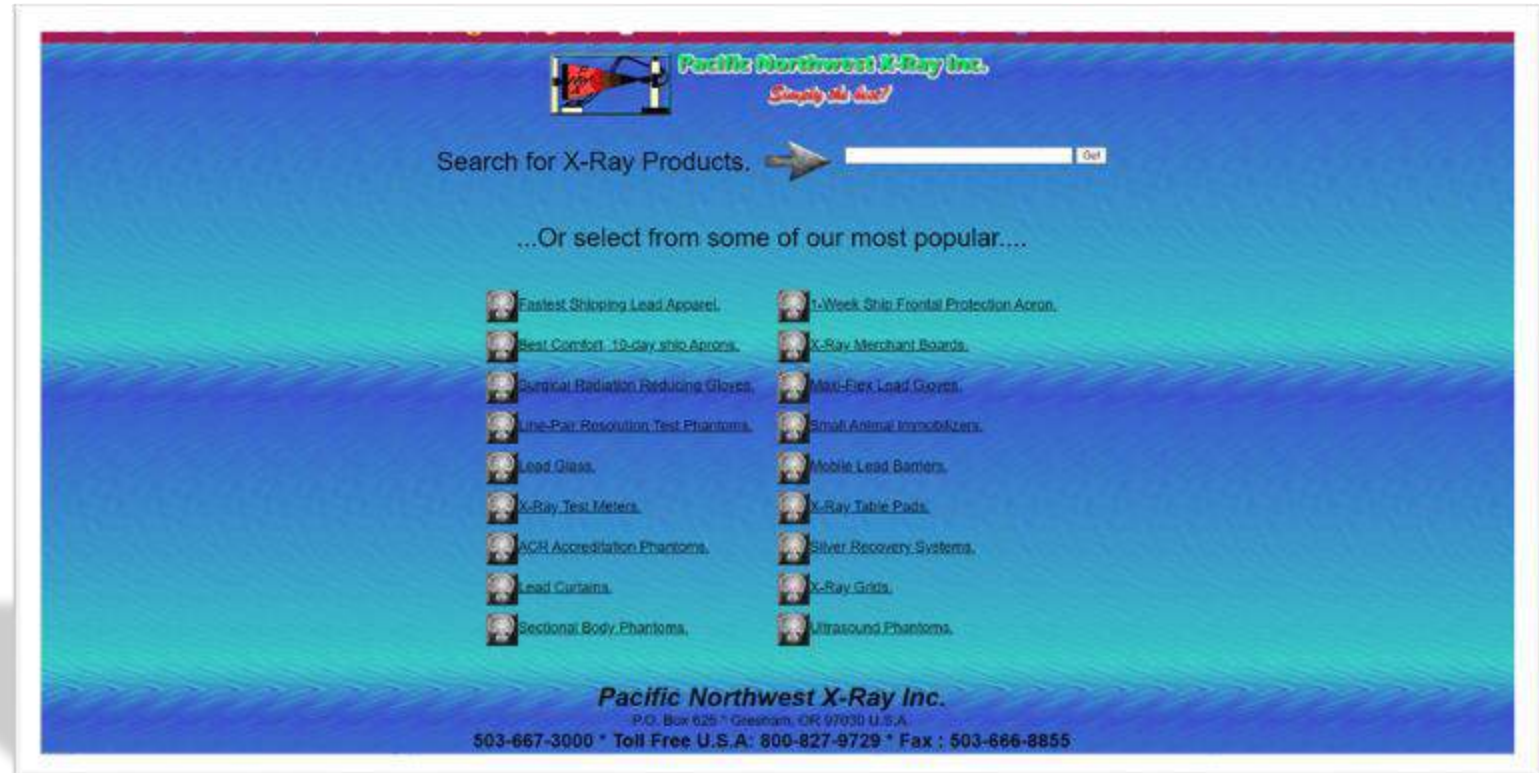 Pacific Northwest X-Ray Inc.
Simply the best!
Search for X-Ray Products.
Go!
...Or select from some of our most popular....
Fastest Shipping Lead Apparel.
1-Week Ship Frontal Protection Apron.
Best Comfort, 10-day ship Aprons.
X-Ray Merchant Boards.
Surgical Radiation Reducing Gloves.
Maxi-Flex Lead Gloves.
Line-Pair Resolution Test Phantoms.
Small Animal Immobilizers.
Lead Glass.
Mobile Lead Barriers.
X-Ray Test Meters.
X-Ray Table Pads.
ACR Accreditation Phantoms.
Silver Recovery Systems.
Lead Curtains.
X-Ray Grids.
Sectional Body Phantoms.
Ultrasound Phantoms.
Pacific Northwest X-Ray Inc.
P.O. Box 625 * Gresham, OR 97030 U.S.A.
503-667-3000 * Toll Free U.S.A: 800-827-9729 * Fax : 503-666-8855